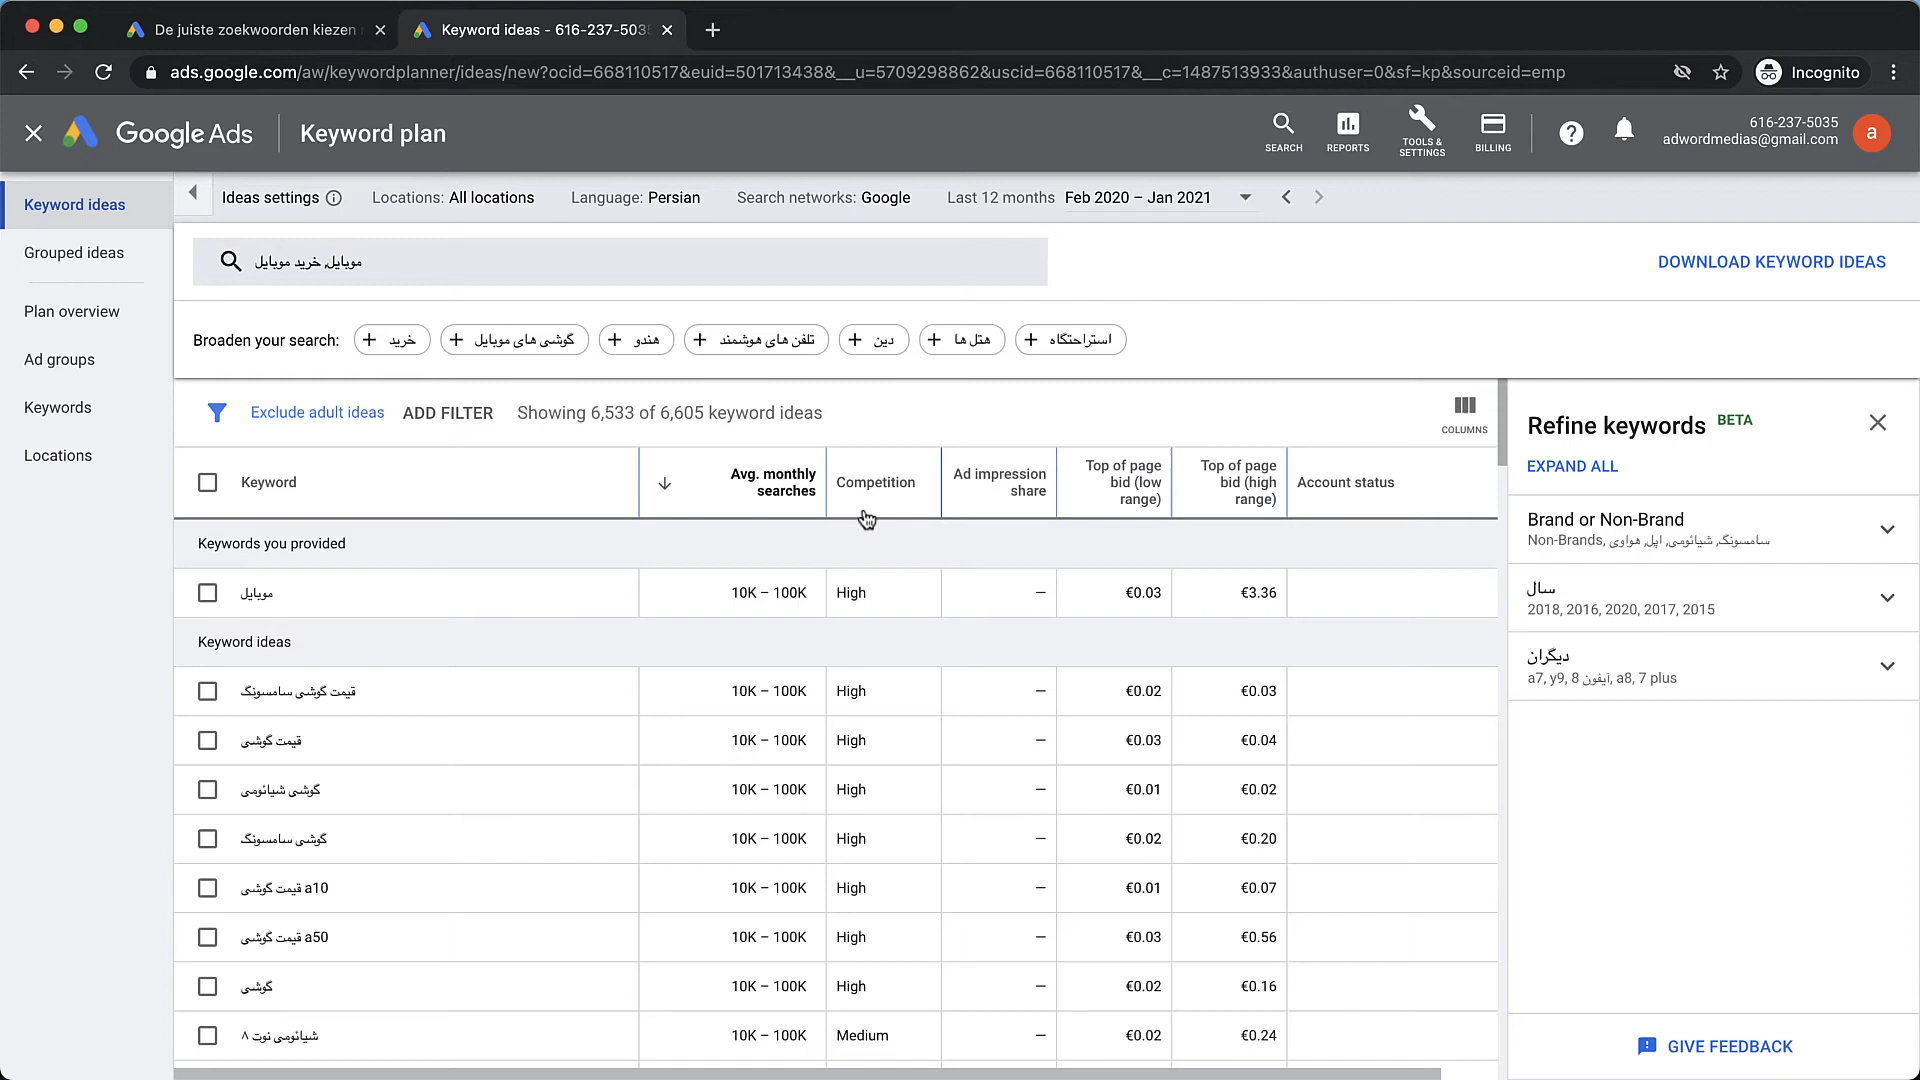 De juiste zoekwoorden kiezen
Keyword ideas - 616-237-503
ads.google.com/aw/keywordplanner/ideas/new?ocid=668110517&euid=501713438&__u=5709298862&uscid=668110517&__c=1487513933&authuser=0&sf=kp&sourceid=emp
Incognito
Google Ads
Keyword plan
SEARCH
REPORTS
TOOLS &
SETTINGS
BILLING
616-237-5035
adwordmedias@gmail.com
a
Keyword ideas
Grouped ideas
Plan overview
Ad groups
Keywords
Locations
Ideas settings
Locations: All locations
Language: Persian
Search networks: Google
Last 12 months Feb 2020 – Jan 2021
موبایل, خرید موبایل
DOWNLOAD KEYWORD IDEAS
Broaden your search:
خرید
گوشی های موبایل
هندو
تلفن های هوشمند
دین
هتل ها
استراحتگاه
Exclude adult ideas
ADD FILTER
Showing 6,533 of 6,605 keyword ideas
COLUMNS
Keyword
Avg. monthly
searches
Competition
Ad impression
share
Top of page
bid (low
range)
Top of page
bid (high
range)
Account status
Keywords you provided
موبایل 10K – 100K High – €0.03 €3.36
Keyword ideas
قیمت گوشی سامسونگ 10K – 100K High – €0.02 €0.03
قیمت گوشی 10K – 100K High – €0.03 €0.04
گوشی شیائومی 10K – 100K High – €0.01 €0.02
گوشی سامسونگ 10K – 100K High – €0.02 €0.20
قیمت گوشی a10 10K – 100K High – €0.01 €0.07
قیمت گوشی a50 10K – 100K High – €0.03 €0.56
گوشی 10K – 100K High – €0.02 €0.16
شیائومی نوت ۸ 10K – 100K Medium – €0.02 €0.24
Refine keywords BETA
EXPAND ALL
Brand or Non-Brand
Non-Brands, سامسونگ, شیائومی, اپل, هواوی
سال
2018, 2016, 2020, 2017, 2015
دیگران
a7, y9, آیفون 8, a8, 7 plus
GIVE FEEDBACK